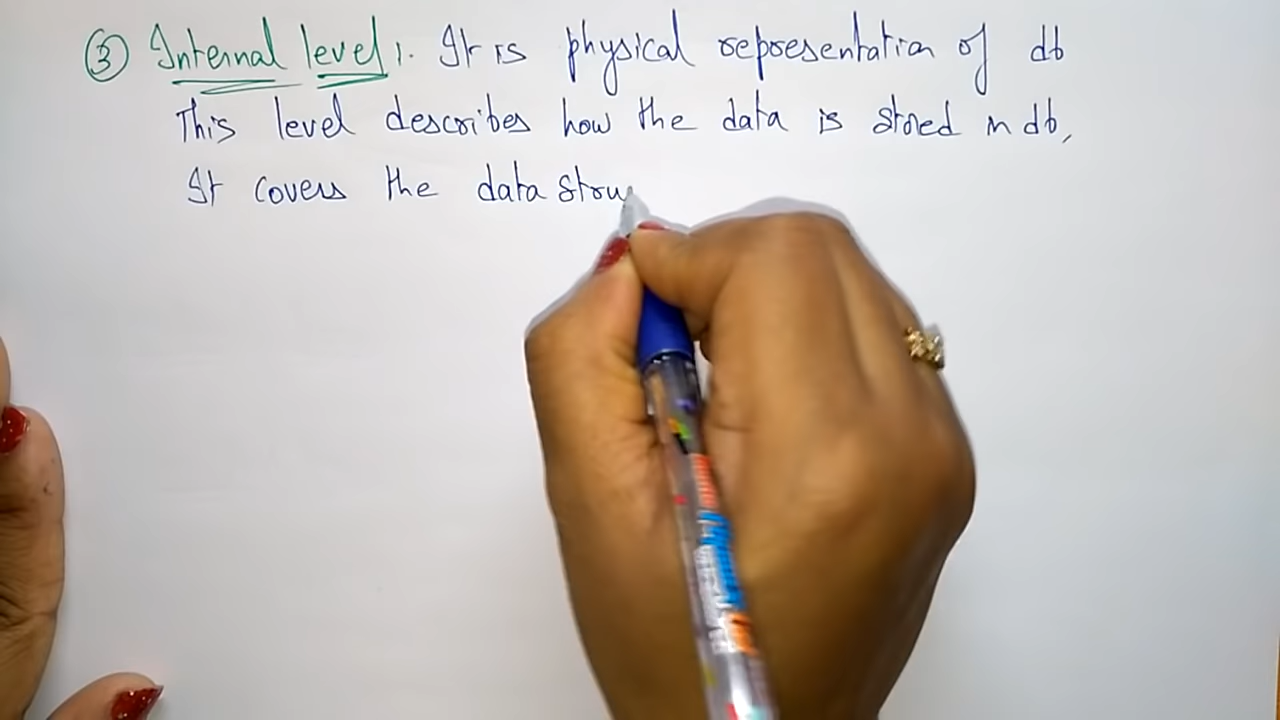 ③ Internal level:- It is physical representation of db
This level describes how the data is stored in db,
It covers the data stru